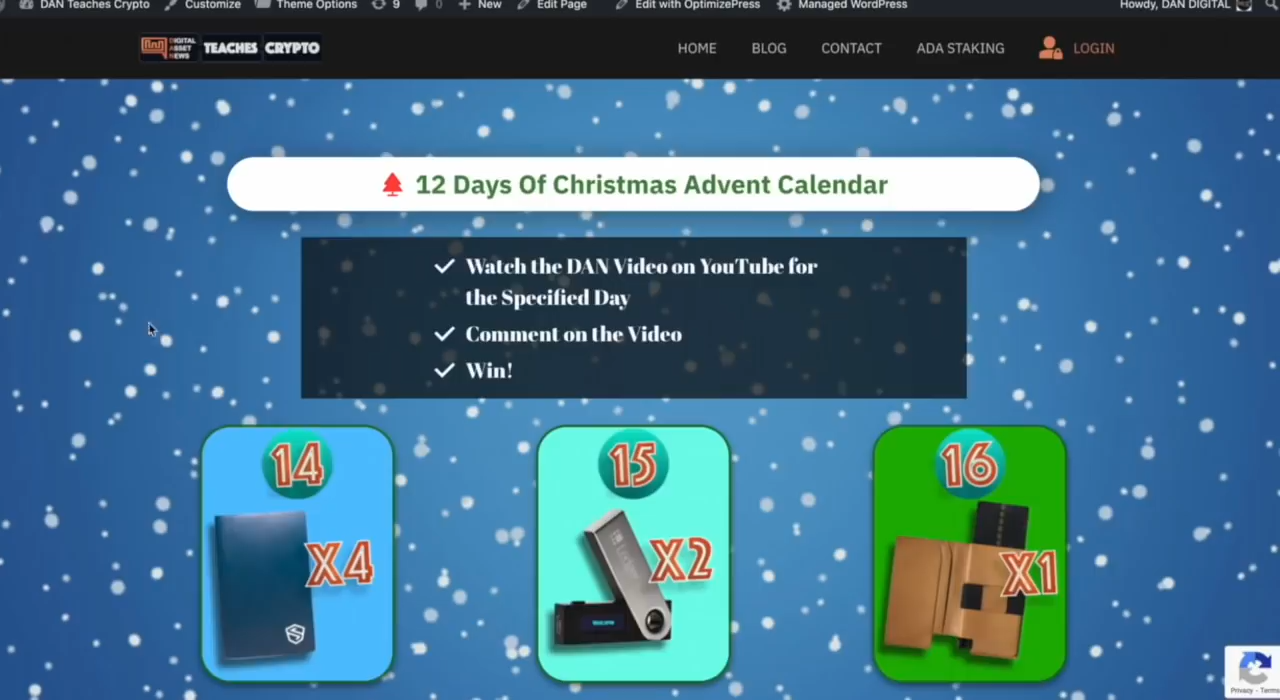 DAN Teaches Crypto Customize Theme Options 9 0 New Edit Page Edit with OptimizePress Managed WordPress Howdy, DAN DIGITAL
DIGITAL ASSET NEWS TEACHES CRYPTO HOME BLOG CONTACT ADA STAKING LOGIN
12 Days Of Christmas Advent Calendar
Watch the DAN Video on YouTube for
the Specified Day
Comment on the Video
Win!
14 15 16
X4 X2 X1
Privacy - Terms